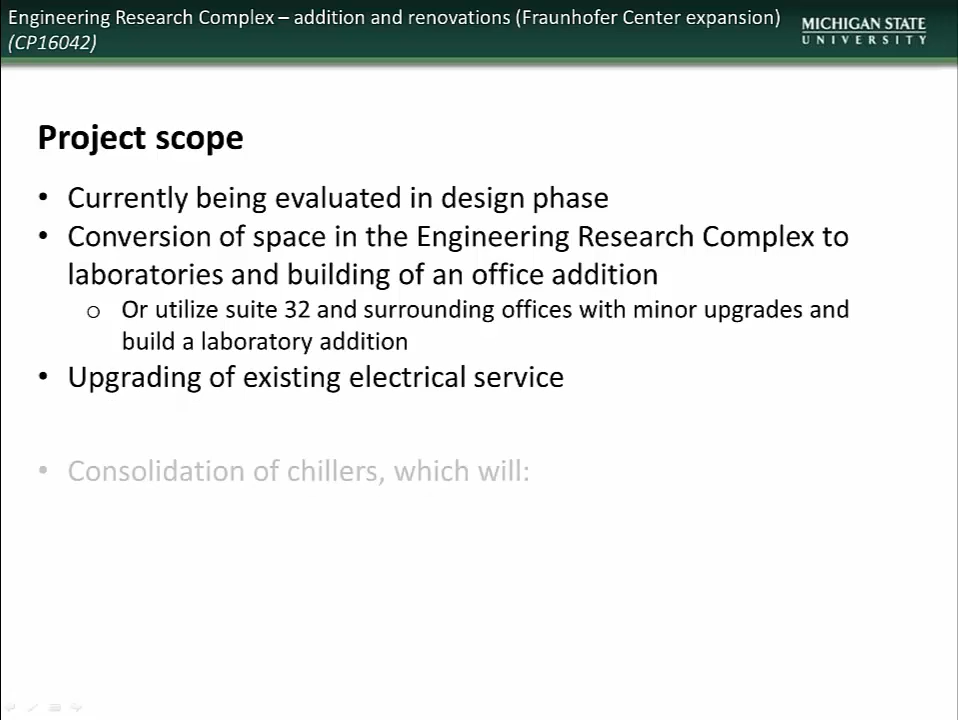 Engineering Research Complex – addition and renovations (Fraunhofer Center expansion)
(CP16042)
MICHIGAN STATE
UNIVERSITY
Project scope
• Currently being evaluated in design phase
• Conversion of space in the Engineering Research Complex to
laboratories and building of an office addition
o Or utilize suite 32 and surrounding offices with minor upgrades and
build a laboratory addition
• Upgrading of existing electrical service
• Consolidation of chillers, which will: